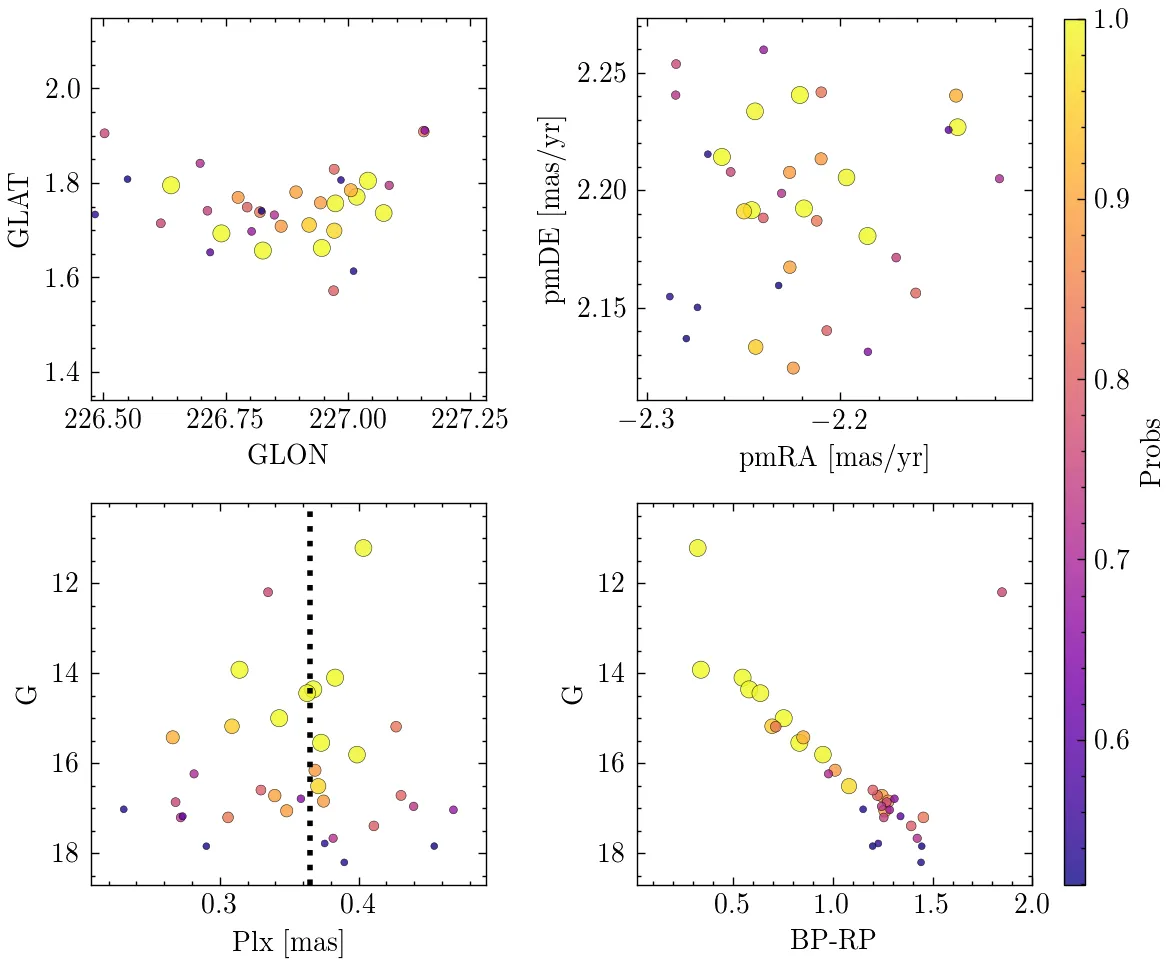 2.0
1.8
1.6
1.4
GLAT
226.50 226.75 227.00 227.25
GLON
2.25
2.20
2.15
pmDE [mas/yr]
−2.3 −2.2
pmRA [mas/yr]
12
14
16
18
G
0.3 0.4
Plx [mas]
12
14
16
18
G
0.5 1.0 1.5 2.0
BP-RP
1.0
0.9
0.8
0.7
0.6
Probs